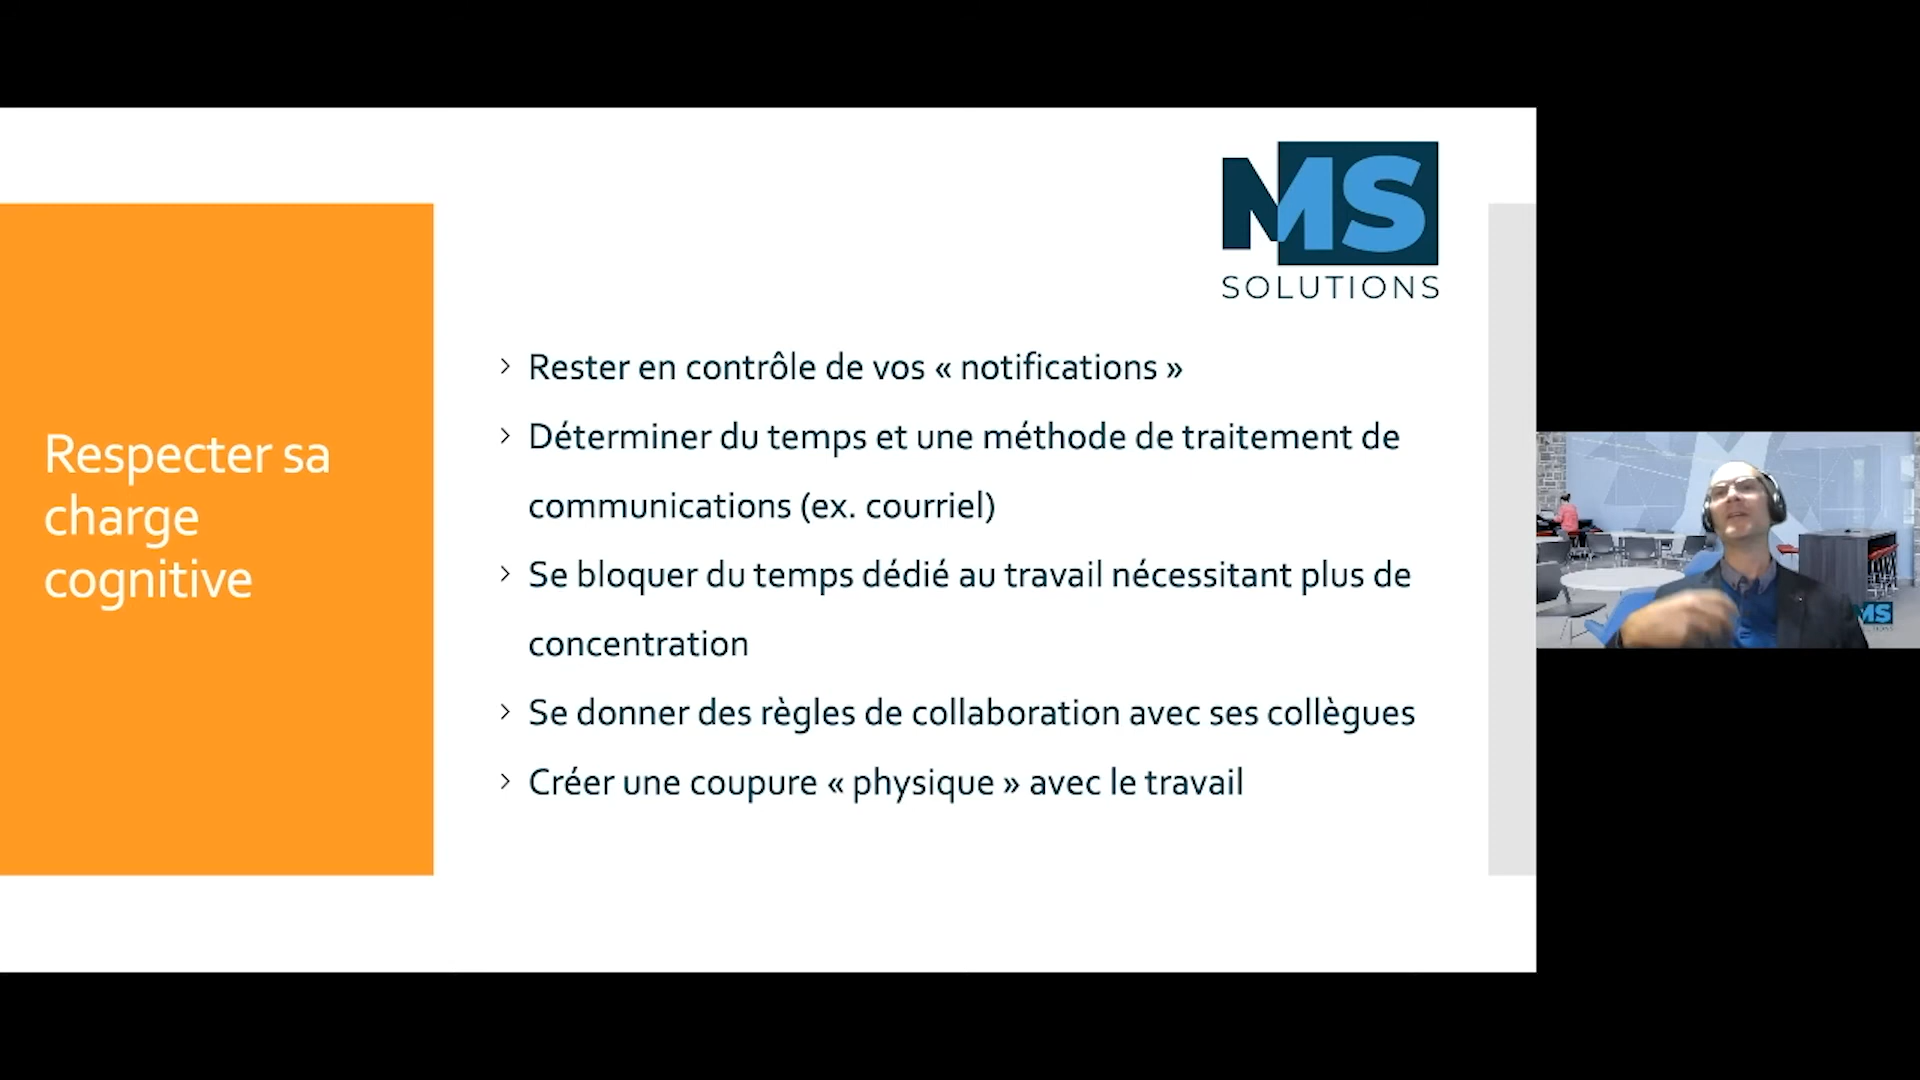 MS
SOLUTIONS
Respecter sa
charge
cognitive
› Rester en contrôle de vos « notifications »
› Déterminer du temps et une méthode de traitement de
communications (ex. courriel)
› Se bloquer du temps dédié au travail nécessitant plus de
concentration
› Se donner des règles de collaboration avec ses collègues
› Créer une coupure « physique » avec le travail
MS